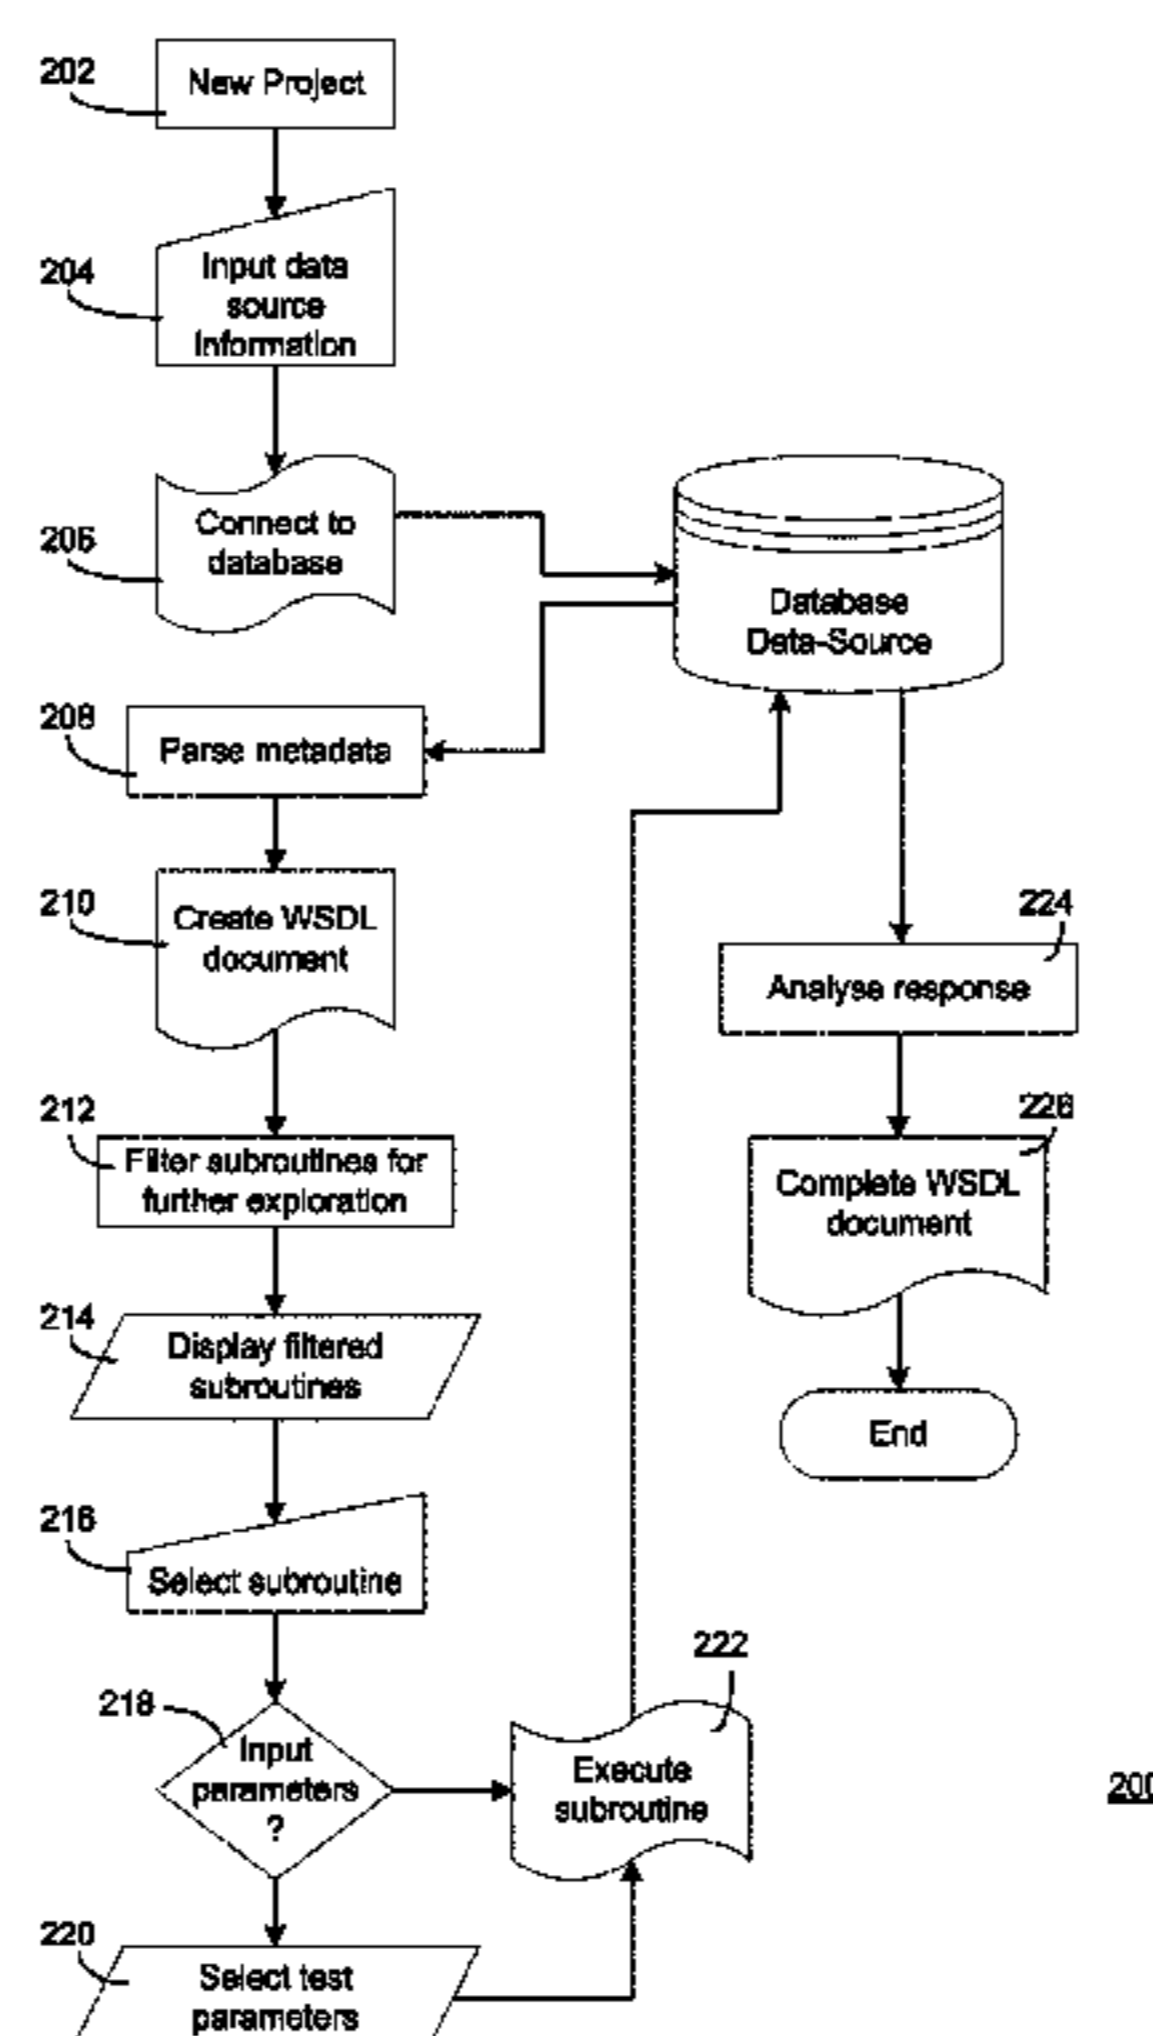 202
New Project
204
Input data
source
Information
206
Connect to
database
Database
Data-Source
208
Parse metadata
210
Create WSDL
document
224
Analyse response
212
Filter subroutines for
further exploration
226
Complete WSDL
document
214
Display filtered
subroutines
End
216
Select subroutine
218
Input
parameters
?
222
Execute
subroutine
200
220
Select test
parameters